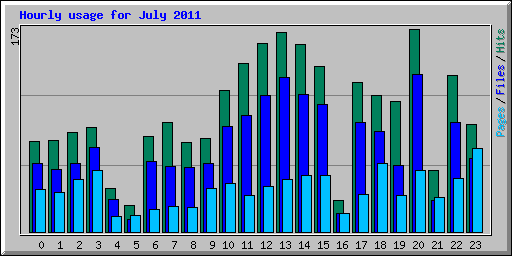 Hourly usage for July 2011
173
Pages / Files / Hits
0 1 2 3 4 5 6 7 8 9 10 11 12 13 14 15 16 17 18 19 20 21 22 23